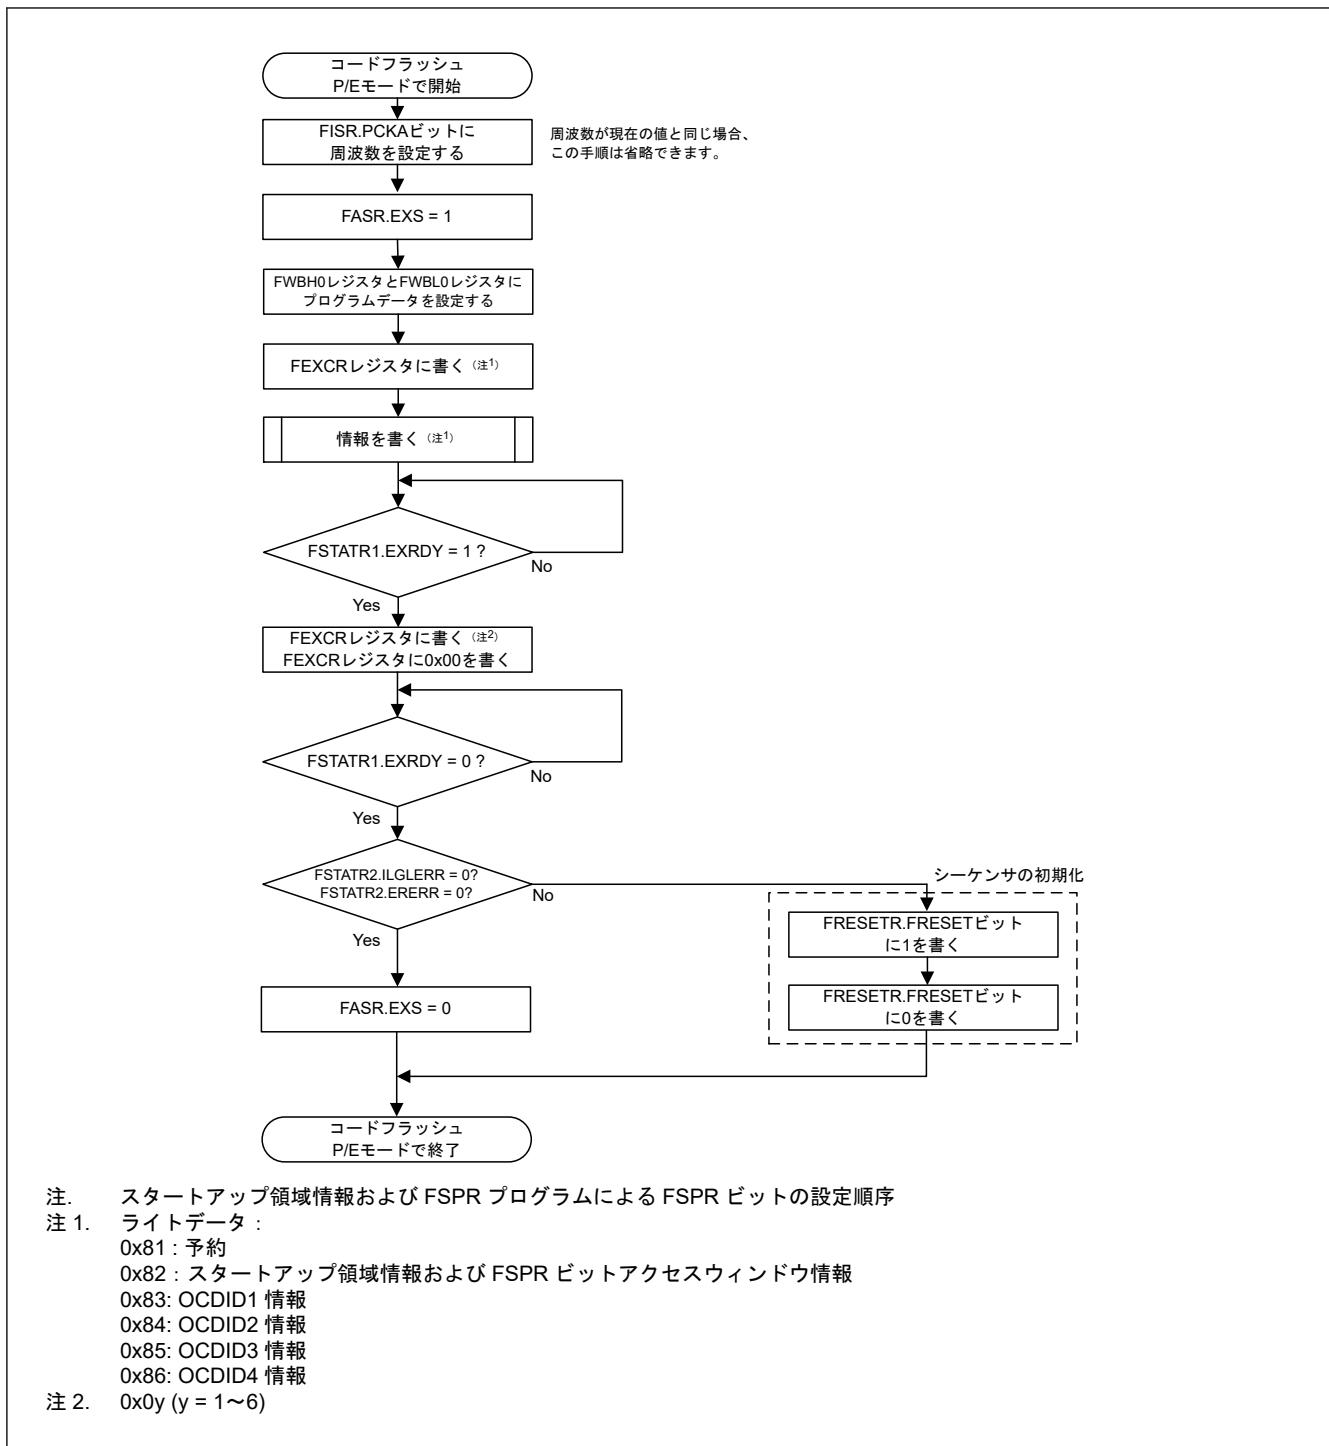 コードフラッシュ
P/Eモードで開始
FISR.PCKAビットに
周波数を設定する
周波数が現在の値と同じ場合、
この手順は省略できます。
FASR.EXS = 1
FWBH0レジスタとFWBL0レジスタに
プログラムデータを設定する
FEXCRレジスタに書く（注1）
情報を書く（注1）
FSTATR1.EXRDY = 1 ?
No
Yes
FEXCRレジスタに書く（注2）
FEXCRレジスタに0x00を書く
FSTATR1.EXRDY = 0 ?
No
Yes
FSTATR2.ILGLERR = 0?
FSTATR2.ERERR = 0?
No
Yes
シーケンサの初期化
FRESETR.FRESETビット
に1を書く
FRESETR.FRESETビット
に0を書く
FASR.EXS = 0
コードフラッシュ
P/Eモードで終了
注. スタートアップ領域情報および FSPR プログラムによる FSPR ビットの設定順序
注 1. ライトデータ：
0x81 : 予約
0x82：スタートアップ領域情報および FSPR ビットアクセスウィンドウ情報
0x83: OCDID1 情報
0x84: OCDID2 情報
0x85: OCDID3 情報
0x86: OCDID4 情報
注 2. 0x0y (y = 1～6)